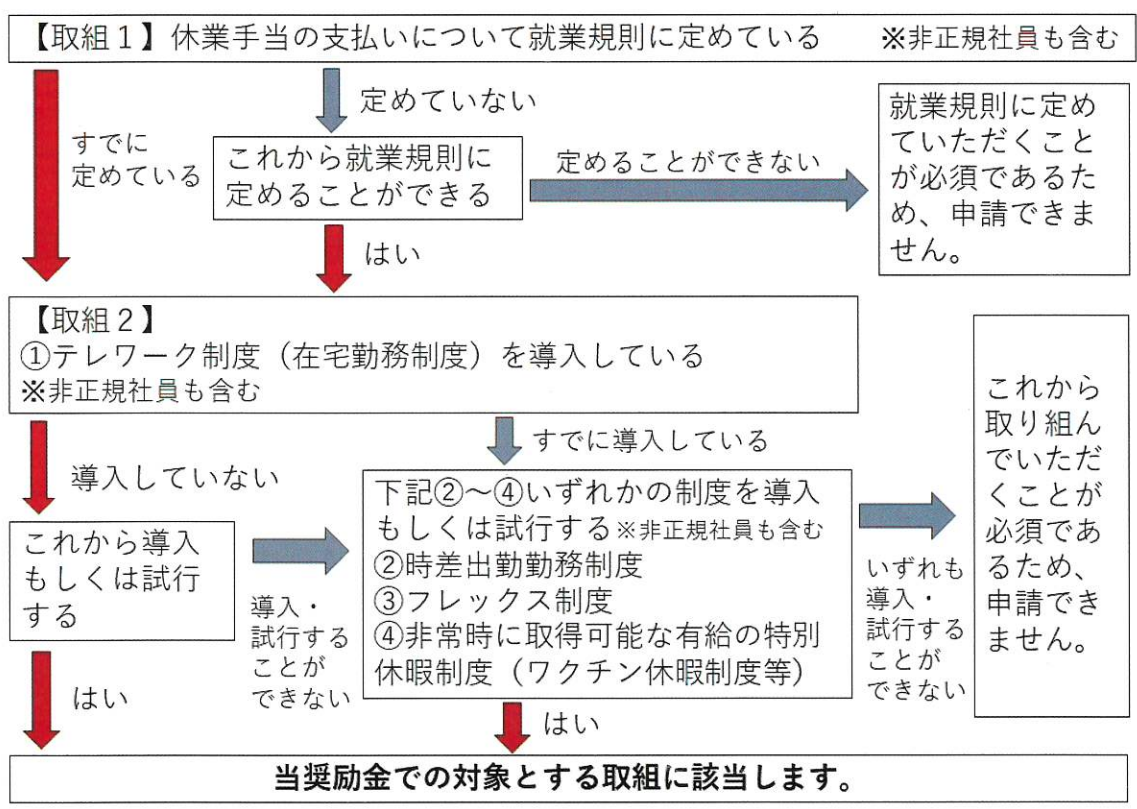 【取組１】休業手当の支払いについて就業規則に定めている　※非正規社員も含む
定めていない
すでに
定めている
これから就業規則に
定めることができる
定めることができない
就業規則に定め
ていただくこと
が必須であるた
め、申請できま
せん。
はい
【取組２】
①テレワーク制度（在宅勤務制度）を導入している
※非正規社員も含む
導入していない
すでに導入している
これから導入
もしくは試行
する
導入・
試行する
ことが
できない
下記②～④いずれかの制度を導入
もしくは試行する※非正規社員も含む
②時差出勤勤務制度
③フレックス制度
④非常時に取得可能な有給の特別
休暇制度（ワクチン休暇制度等）
いずれも
導入・
試行する
ことが
できない
これから
取り組ん
でいただ
くことが
必須であ
るため、
申請でき
ません。
はい
はい
当奨励金での対象とする取組に該当します。